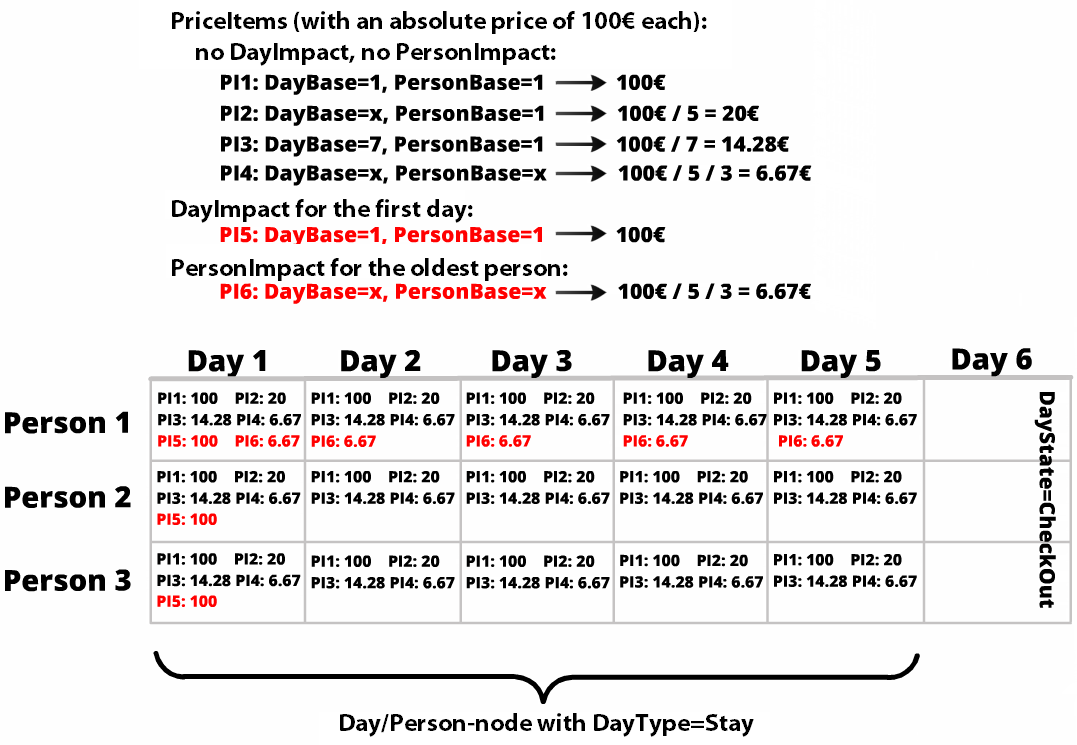 PriceItems (with an absolute price of 100€ each):
no DayImpact, no PersonImpact:
PI1: DayBase=1, PersonBase=1 → 100€
PI2: DayBase=x, PersonBase=1 → 100€ / 5 = 20€
PI3: DayBase=7, PersonBase=1 → 100€ / 7 = 14.28€
PI4: DayBase=x, PersonBase=x → 100€ / 5 / 3 = 6.67€
DayImpact for the first day:
PI5: DayBase=1, PersonBase=1 → 100€
PersonImpact for the oldest person:
PI6: DayBase=x, PersonBase=x → 100€ / 5 / 3 = 6.67€
Day 1 Day 2 Day 3 Day 4 Day 5 Day 6
Person 1
PI1: 100 PI2: 20 PI1: 100 PI2: 20 PI1: 100 PI2: 20 PI1: 100 PI2: 20 PI1: 100 PI2: 20
PI3: 14.28 PI4: 6.67 PI3: 14.28 PI4: 6.67 PI3: 14.28 PI4: 6.67 PI3: 14.28 PI4: 6.67 PI3: 14.28 PI4: 6.67
PI5: 100 PI6: 6.67 PI6: 6.67 PI6: 6.67 PI6: 6.67 PI6: 6.67
Person 2
PI1: 100 PI2: 20 PI1: 100 PI2: 20 PI1: 100 PI2: 20 PI1: 100 PI2: 20 PI1: 100 PI2: 20
PI3: 14.28 PI4: 6.67 PI3: 14.28 PI4: 6.67 PI3: 14.28 PI4: 6.67 PI3: 14.28 PI4: 6.67 PI3: 14.28 PI4: 6.67
PI5: 100
Person 3
PI1: 100 PI2: 20 PI1: 100 PI2: 20 PI1: 100 PI2: 20 PI1: 100 PI2: 20 PI1: 100 PI2: 20
PI3: 14.28 PI4: 6.67 PI3: 14.28 PI4: 6.67 PI3: 14.28 PI4: 6.67 PI3: 14.28 PI4: 6.67 PI3: 14.28 PI4: 6.67
PI5: 100
DayState=CheckOut
Day/Person-node with DayType=Stay